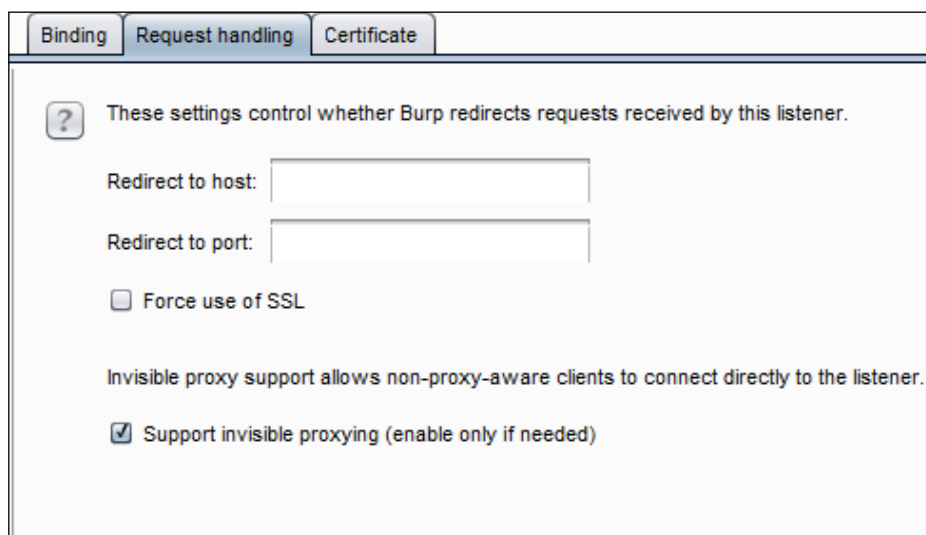 Binding Request handling Certificate
? These settings control whether Burp redirects requests received by this listener.
Redirect to host:
Redirect to port:
Force use of SSL
Invisible proxy support allows non-proxy-aware clients to connect directly to the listener.
Support invisible proxying (enable only if needed)